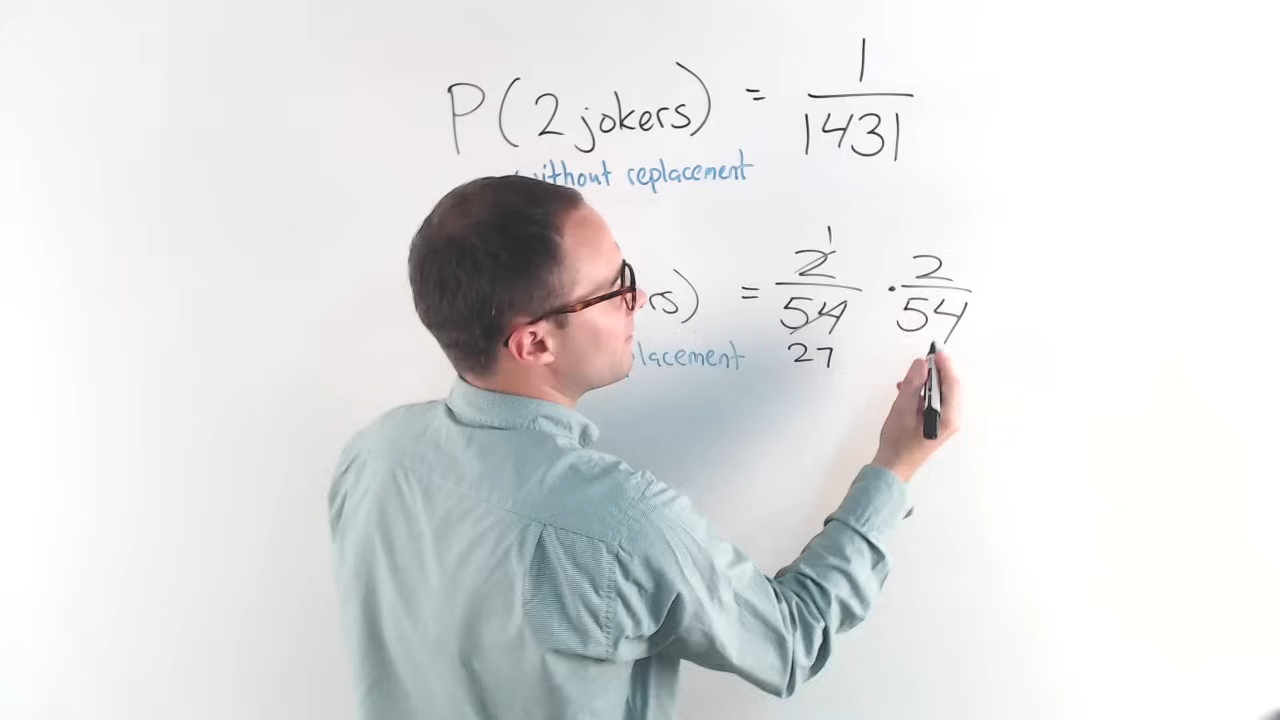 P(2 jokers) = 1/1431
without replacement
rs) = 2/54 · 2/54
1
27
lacement